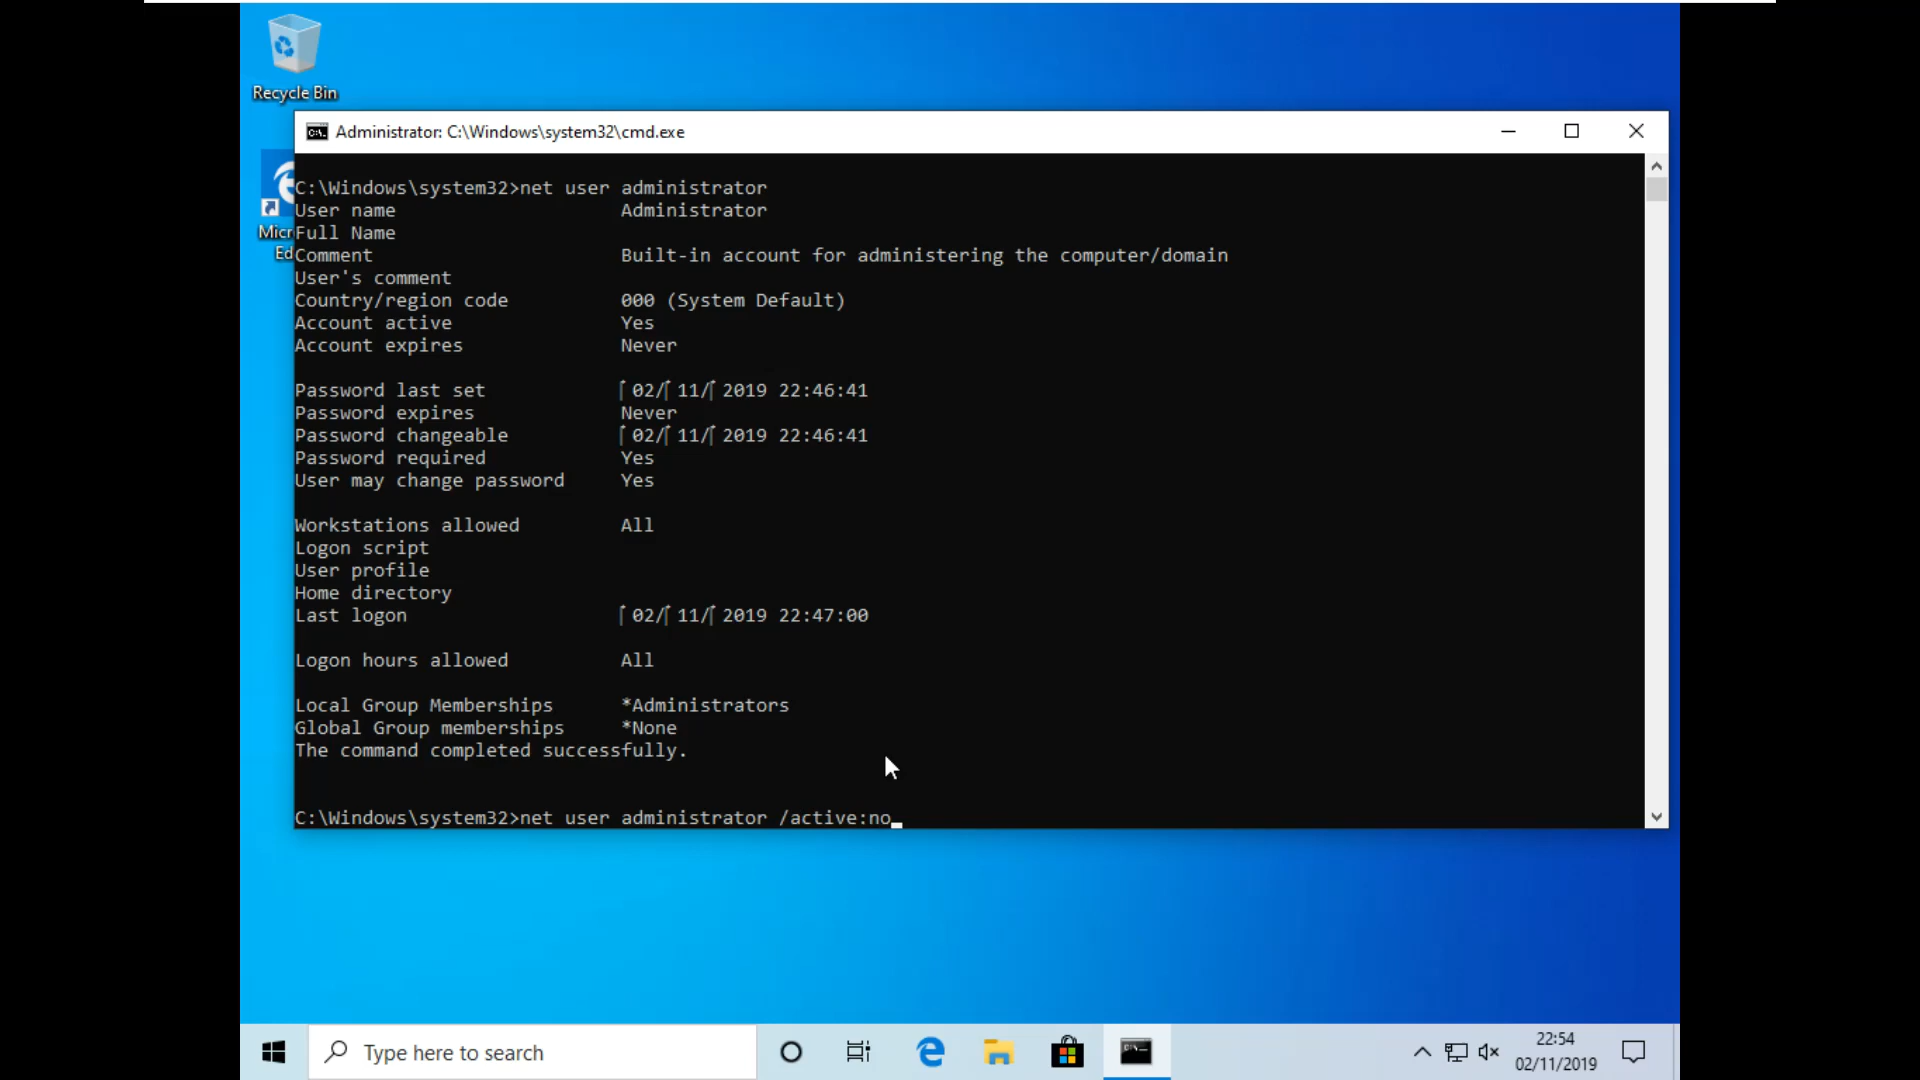 Recycle Bin
Administrator: C:\Windows\system32\cmd.exe
C:\Windows\system32>net user administrator
User name Administrator
Full Name
Comment Built-in account for administering the computer/domain
User's comment
Country/region code 000 (System Default)
Account active Yes
Account expires Never
Password last set 02/ 11/ 2019 22:46:41
Password expires Never
Password changeable 02/ 11/ 2019 22:46:41
Password required Yes
User may change password Yes
Workstations allowed All
Logon script
User profile
Home directory
Last logon 02/ 11/ 2019 22:47:00
Logon hours allowed All
Local Group Memberships *Administrators
Global Group memberships *None
The command completed successfully.
C:\Windows\system32>net user administrator /active:no
Micr
Ed
Type here to search
22:54
02/11/2019